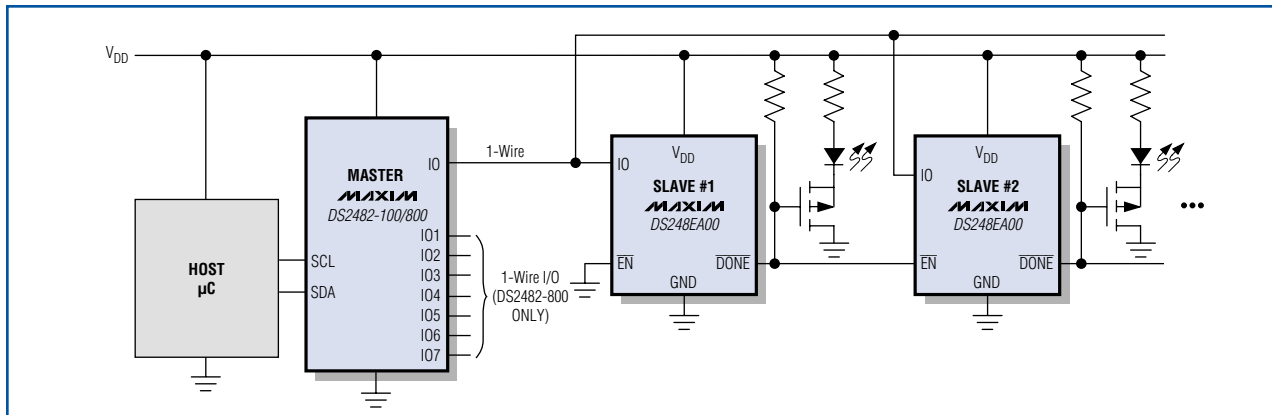 VDD
HOST
µC
SCL
SDA
MASTER
MAXIM
DS2482-100/800
IO
IO1
IO2
IO3
IO4
IO5
IO6
IO7
1-Wire
1-Wire I/O
(DS2482-800
ONLY)
VDD
IO
SLAVE #1
MAXIM
DS248EA00
EN
DONE
GND
VDD
IO
SLAVE #2
MAXIM
DS248EA00
EN
DONE
GND
•••